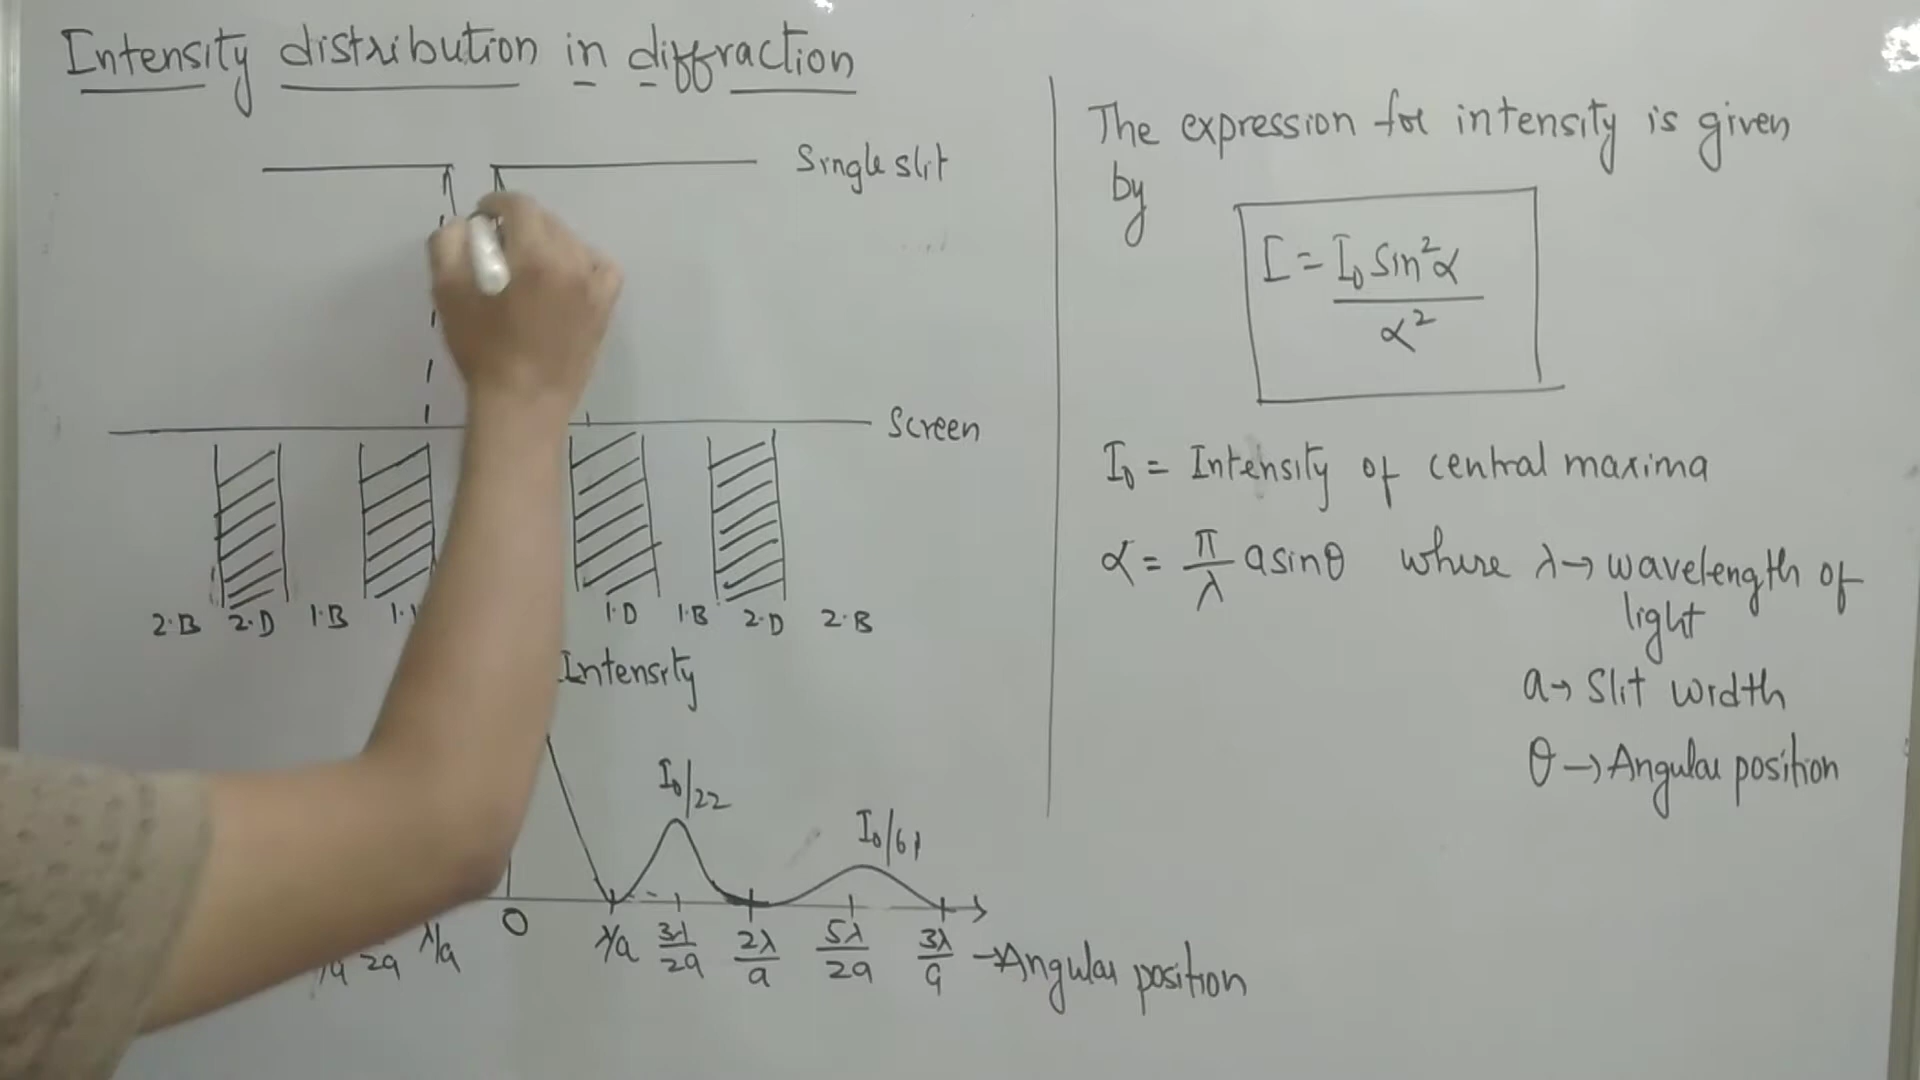 Intensity distribution in diffraction
Single slit
Screen
2.B 2.D 1.B 1.D 1.B 2.D 2.B
Intensity
I₀/22
I₀/61
λ/a 0 λ/a 3λ/2a 2λ/a 5λ/2a 3λ/a → Angular position
The expression for intensity is given
by
I = I₀ Sin²α / α²
I₀ = Intensity of central maxima
α = π/λ a sinθ where λ → wavelength of
light
a → Slit width
θ → Angular position